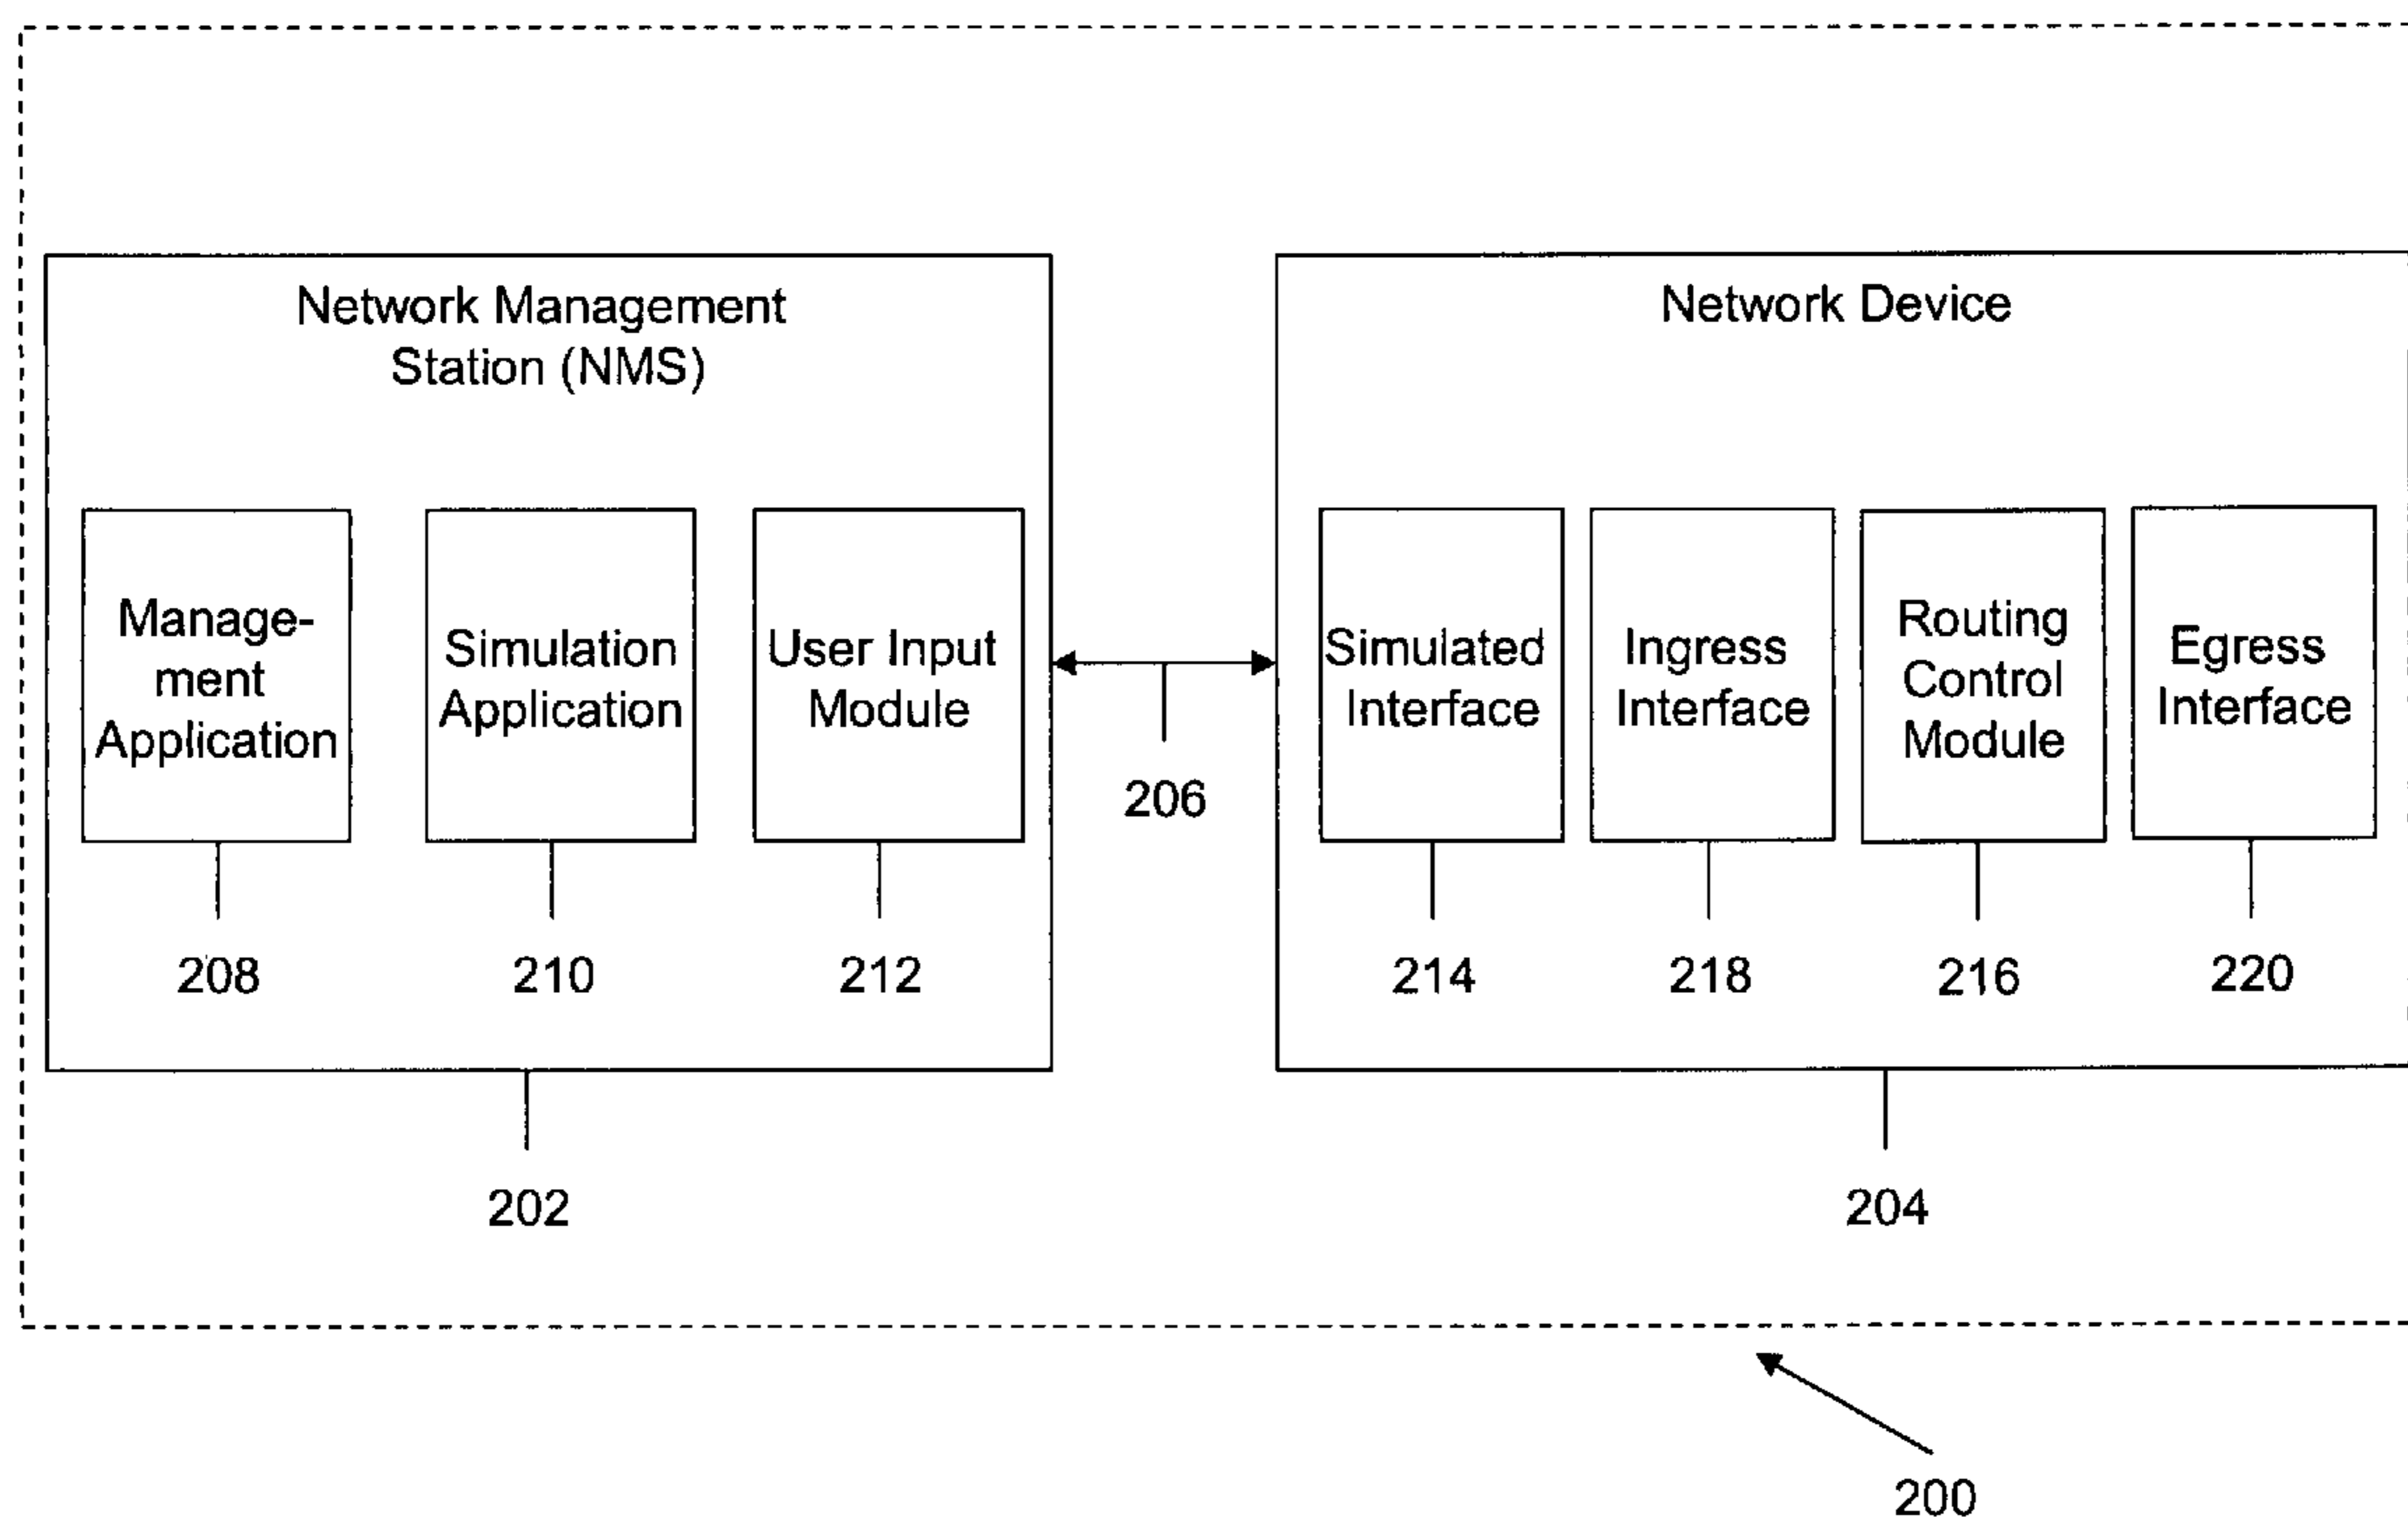 Network Management
Station (NMS)
Network Device
Manage-
ment
Application
Simulation
Application
User Input
Module
Simulated
Interface
Ingress
Interface
Routing
Control
Module
Egress
Interface
206
208
210
212
214
218
216
220
202
204
200